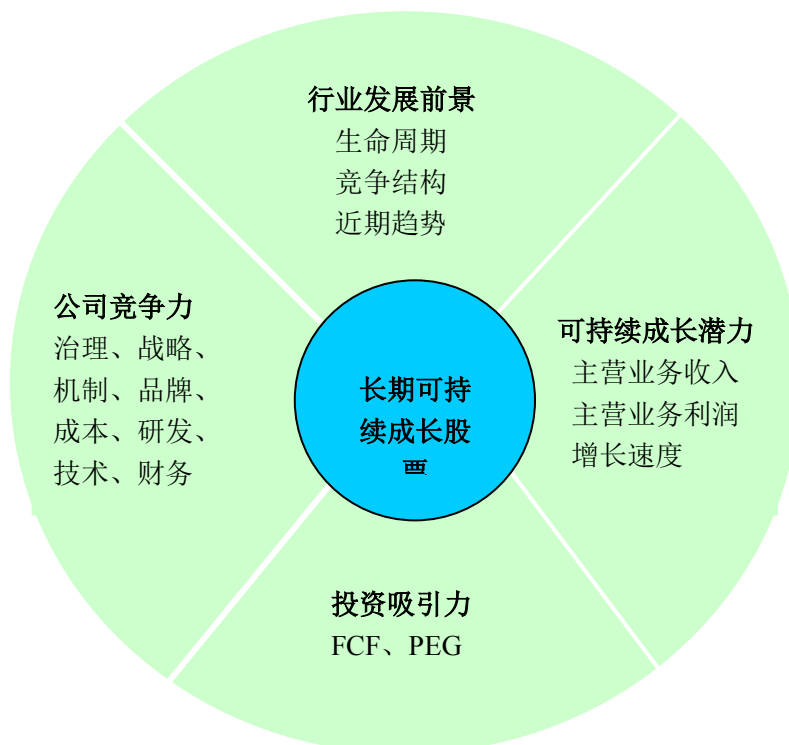 行业发展前景
生命周期
竞争结构
近期趋势
公司竞争力
治理、战略、
机制、品牌、
成本、研发、
技术、财务
长期可持
续成长股
票
可持续成长潜力
主营业务收入
主营业务利润
增长速度
投资吸引力
FCF、PEG